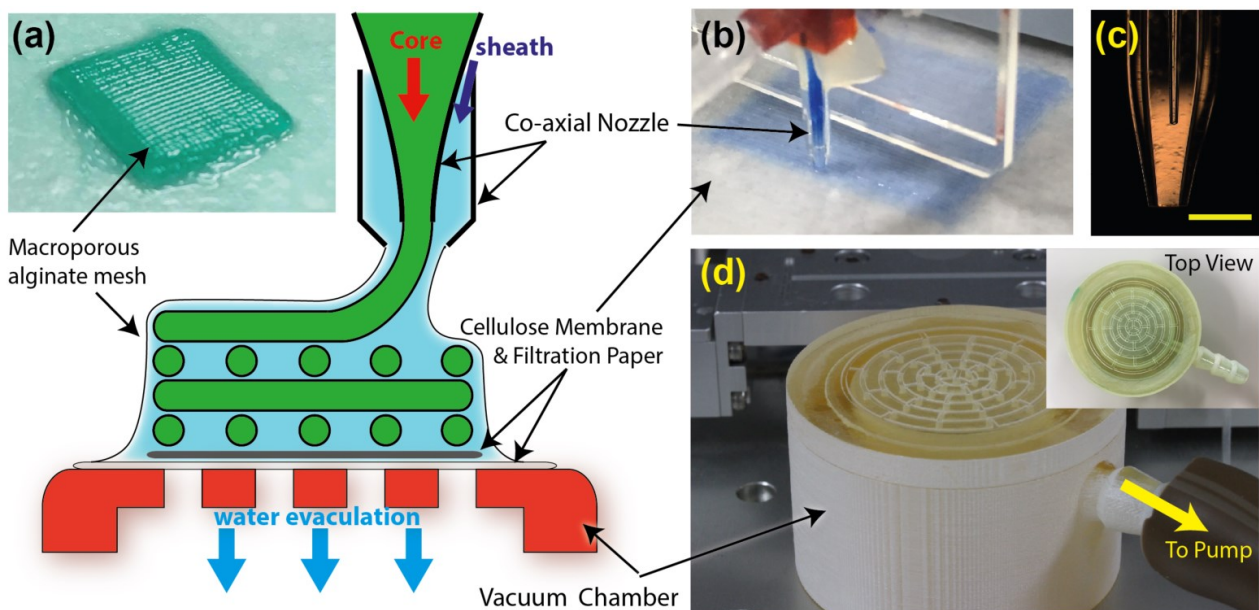 (a)
Core
sheath
Co-axial Nozzle
Macroporous
alginate mesh
Cellulose Membrane
& Filtration Paper
water evaculation
Vacuum Chamber
(b)
(c)
(d)
Top View
To Pump